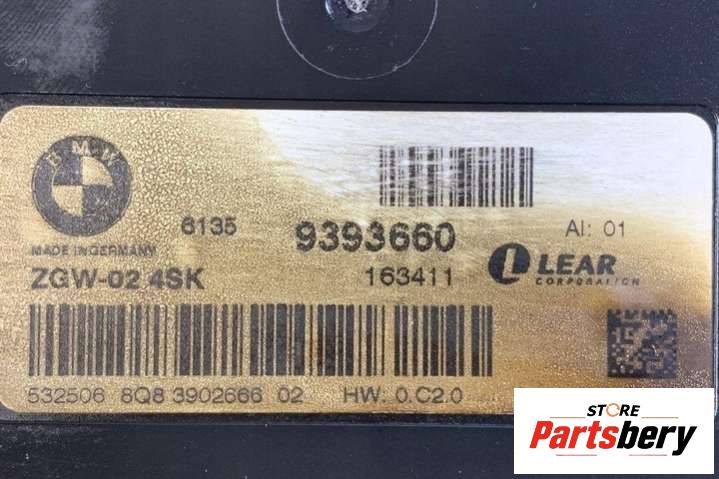 BMW
6135 9393660 AI: 01
MADE IN GERMANY
ZGW-02 4SK 163411 LEAR
CORPORATION
532506 8Q8 3902666 02 HW: 0.C2.0
STORE
Partsbery